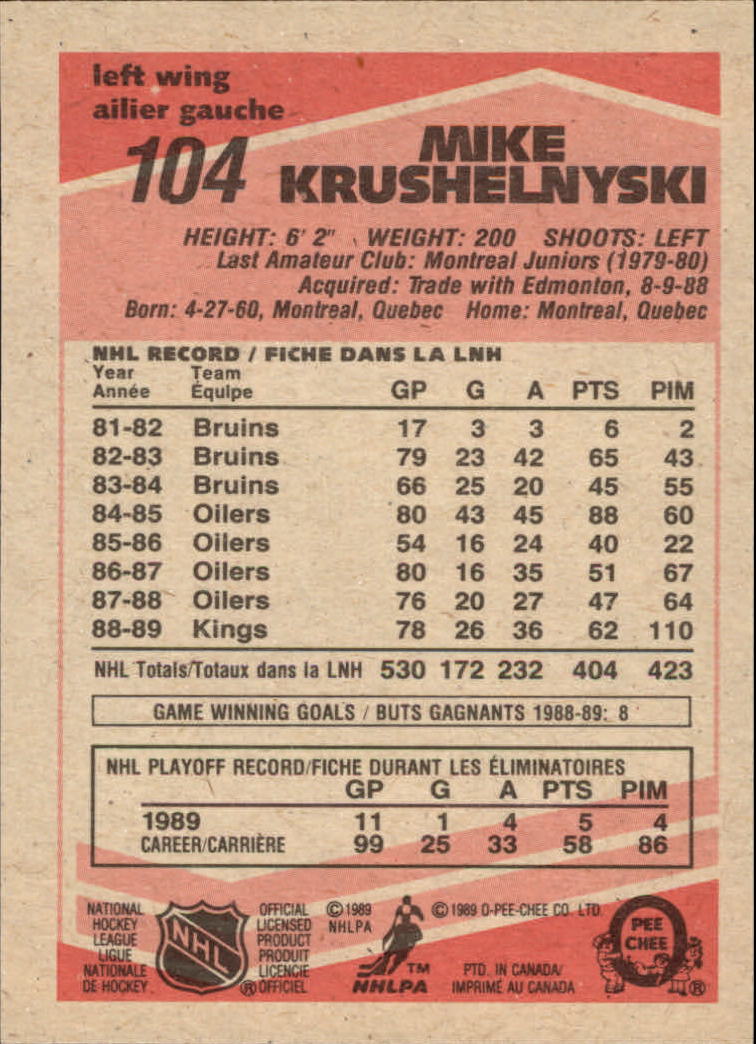 left wing
ailier gauche
104 MIKE
KRUSHELNYSKI
HEIGHT: 6' 2" WEIGHT: 200 SHOOTS: LEFT
Last Amateur Club: Montreal Juniors (1979-80)
Acquired: Trade with Edmonton, 8-9-88
Born: 4-27-60, Montreal, Quebec Home: Montreal, Quebec
NHL RECORD / FICHE DANS LA LNH
Year Team
Année Équipe GP G A PTS PIM
81-82 Bruins 17 3 3 6 2
82-83 Bruins 79 23 42 65 43
83-84 Bruins 66 25 20 45 55
84-85 Oilers 80 43 45 88 60
85-86 Oilers 54 16 24 40 22
86-87 Oilers 80 16 35 51 67
87-88 Oilers 76 20 27 47 64
88-89 Kings 78 26 36 62 110
NHL Totals/Totaux dans la LNH 530 172 232 404 423
GAME WINNING GOALS / BUTS GAGNANTS 1988-89: 8
NHL PLAYOFF RECORD/FICHE DURANT LES ÉLIMINATOIRES
GP G A PTS PIM
1989 11 1 4 5 4
CAREER/CARRIÈRE 99 25 33 58 86
NATIONAL
HOCKEY
LEAGUE
LIGUE
NATIONALE
DE HOCKEY
NHL
®
OFFICIAL
LICENSED
PRODUCT
PRODUIT
LICENCIE
OFFICIEL
© 1989
NHLPA
TM
NHLPA
© 1989 O-PEE-CHEE CO. LTD.
PTD. IN CANADA/
IMPRIMÉ AU CANADA
PEE
CHEE
®